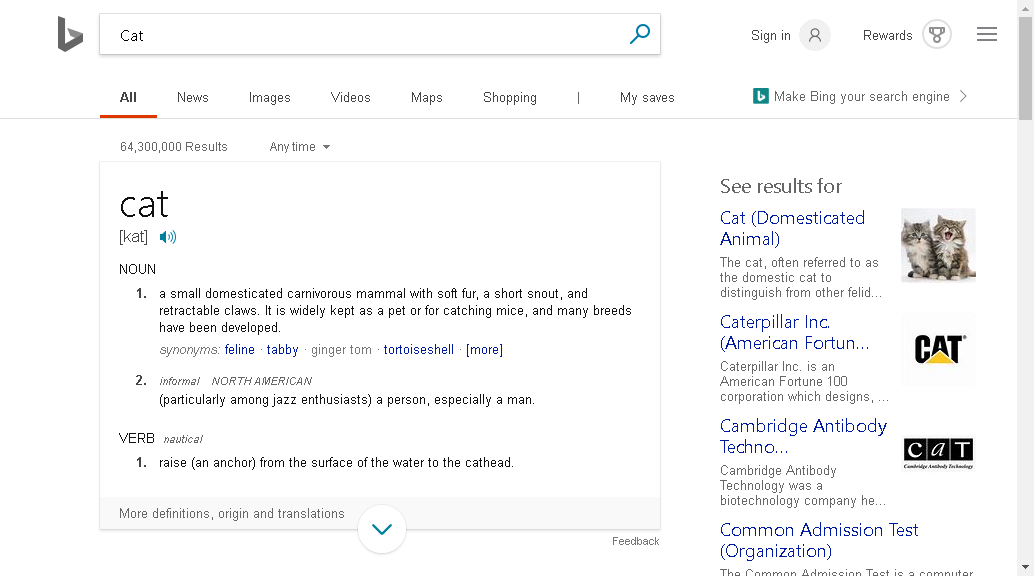 Cat
Sign in
Rewards
All News Images Videos Maps Shopping | My saves
Make Bing your search engine
64,300,000 Results Any time
cat
[kat]
NOUN
1. a small domesticated carnivorous mammal with soft fur, a short snout, and
retractable claws. It is widely kept as a pet or for catching mice, and many breeds
have been developed.
synonyms: feline · tabby · ginger tom · tortoiseshell · [more]
2. informal NORTH AMERICAN
(particularly among jazz enthusiasts) a person, especially a man.
VERB nautical
1. raise (an anchor) from the surface of the water to the cathead.
More definitions, origin and translations
Feedback
See results for
Cat (Domesticated
Animal)
The cat, often referred to as
the domestic cat to
distinguish from other felid...
Caterpillar Inc.
(American Fortun...
Caterpillar Inc. is an
American Fortune 100
corporation which designs, ...
CAT
Cambridge Antibody
Techno...
Cambridge Antibody
Technology was a
biotechnology company he...
CAT
Cambridge Antibody Technology
Common Admission Test
(Organization)
The Common Admission Test is a computer